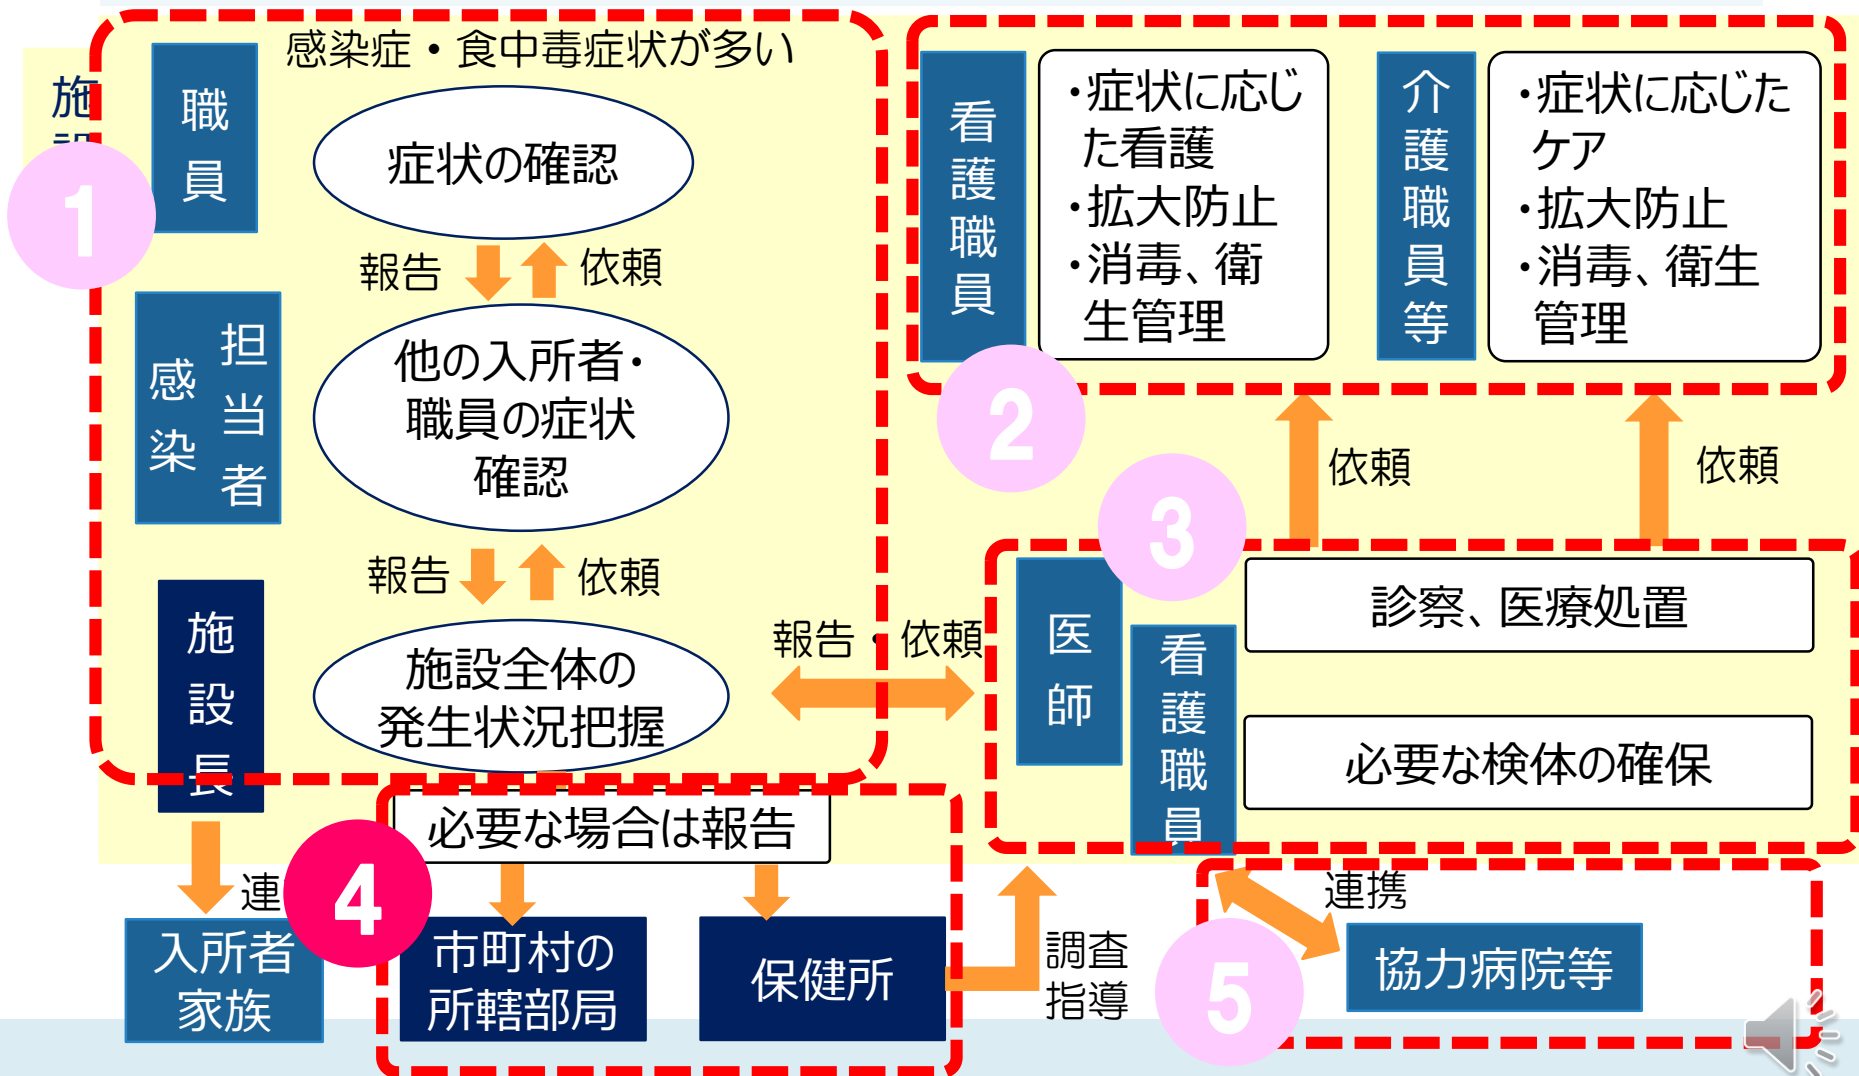 感染症・食中毒症状が多い
施
1
職
員
症状の確認
報告
依頼
感染
担当者
他の入所者・
職員の症状
確認
報告
依頼
施設長
施設全体の
発生状況把握
報告・依頼
看護職員
・症状に応じ
た看護
・拡大防止
・消毒、衛
生管理
介護職員等
・症状に応じた
ケア
・拡大防止
・消毒、衛生
管理
2
依頼
依頼
3
医師
看護職員
診察、医療処置
必要な検体の確保
必要な場合は報告
4
連
入所者
家族
市町村の
所轄部局
保健所
調査
指導
連携
5
協力病院等